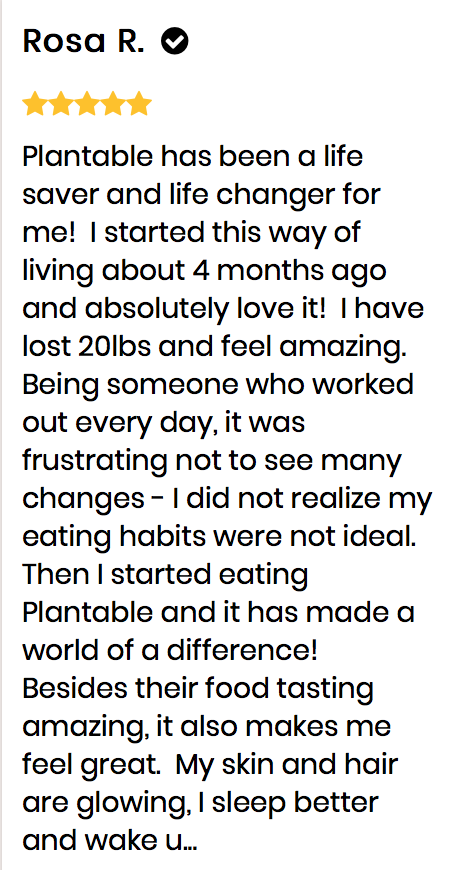 Rosa R.
Plantable has been a life
saver and life changer for
me!  I started this way of
living about 4 months ago
and absolutely love it!  I have
lost 20lbs and feel amazing.
Being someone who worked
out every day, it was
frustrating not to see many
changes - I did not realize my
eating habits were not ideal.
Then I started eating
Plantable and it has made a
world of a difference!
Besides their food tasting
amazing, it also makes me
feel great.  My skin and hair
are glowing, I sleep better
and wake u...